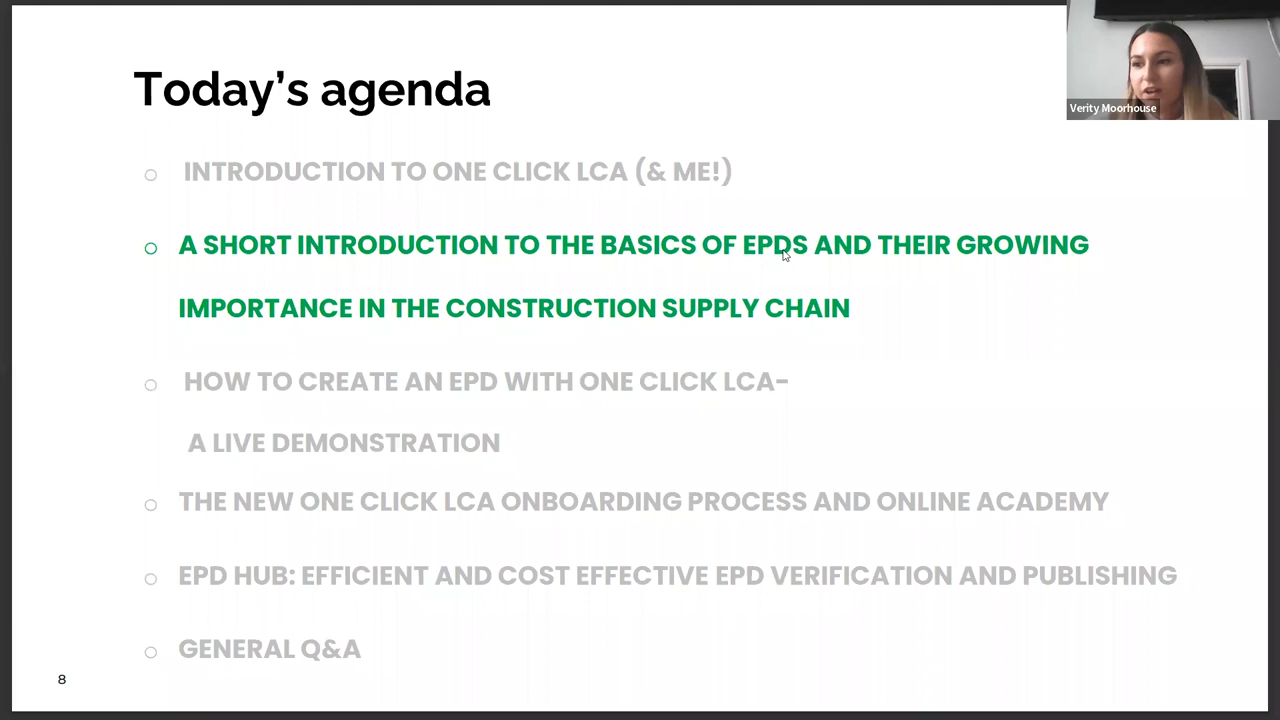 Today's agenda
Verity Moorhouse
INTRODUCTION TO ONE CLICK LCA (& ME!)
A SHORT INTRODUCTION TO THE BASICS OF EPDS AND THEIR GROWING
IMPORTANCE IN THE CONSTRUCTION SUPPLY CHAIN
HOW TO CREATE AN EPD WITH ONE CLICK LCA-
A LIVE DEMONSTRATION
THE NEW ONE CLICK LCA ONBOARDING PROCESS AND ONLINE ACADEMY
EPD HUB: EFFICIENT AND COST EFFECTIVE EPD VERIFICATION AND PUBLISHING
GENERAL Q&A
8